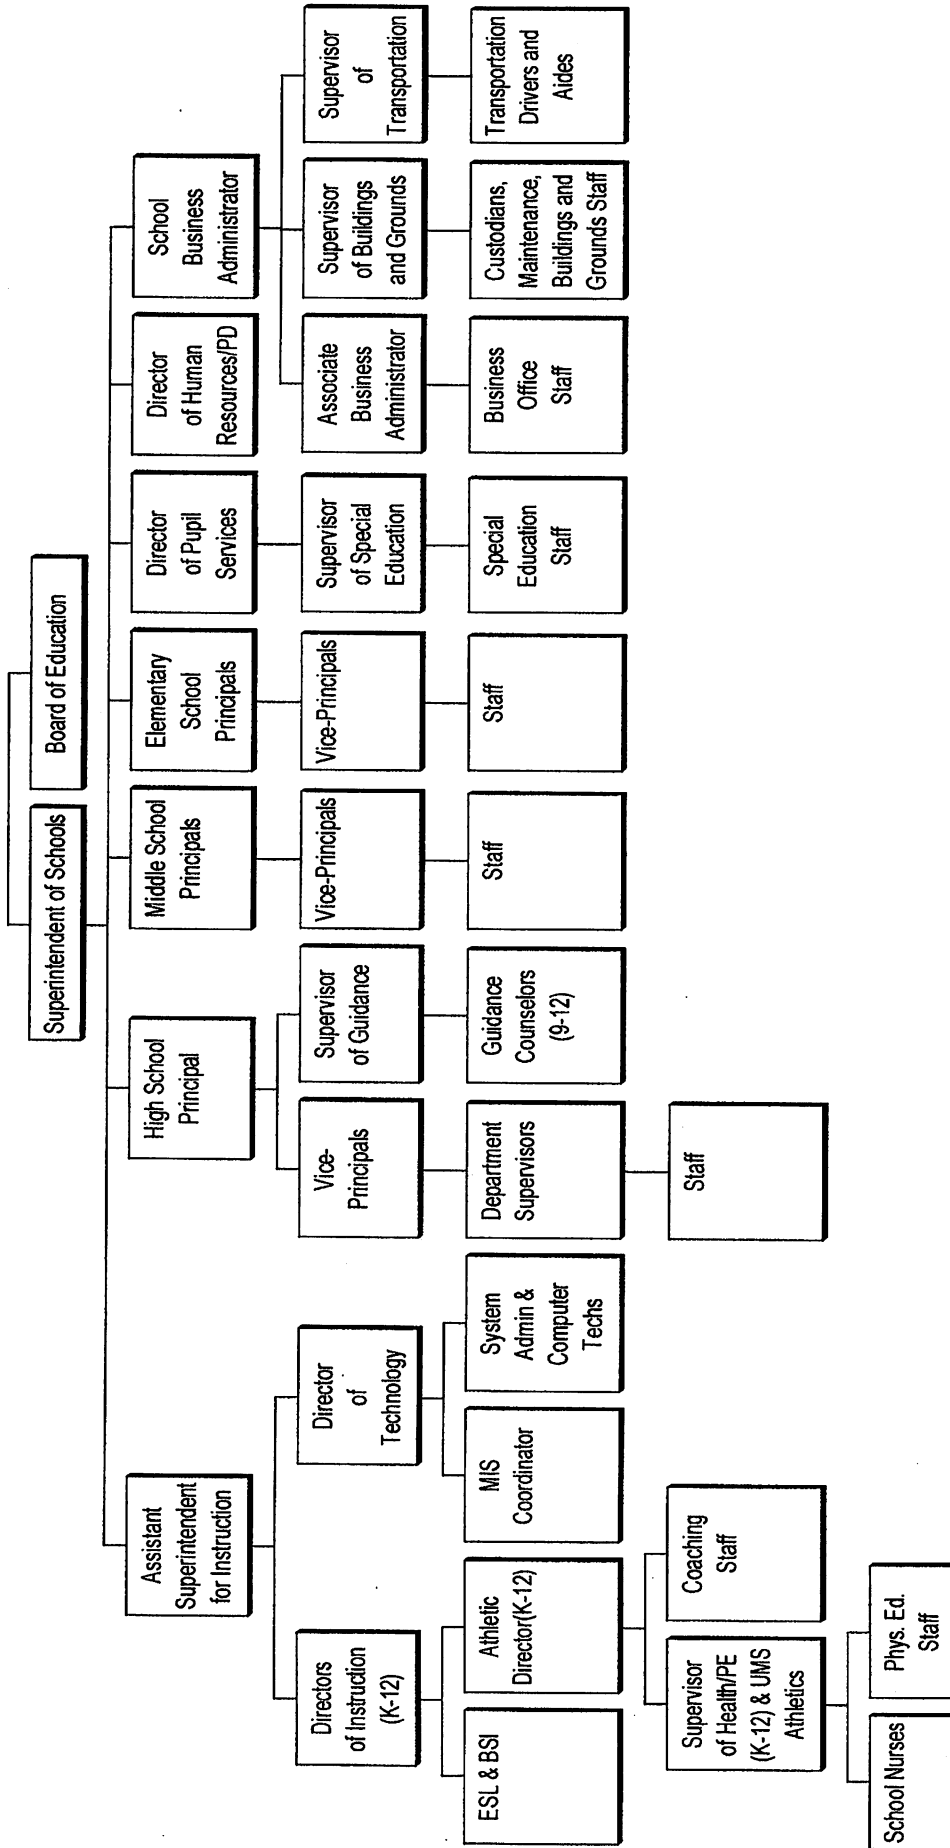 Superintendent of Schools
Board of Education
Assistant
Superintendent
for Instruction
High School
Principal
Middle School
Principals
Elementary
School
Principals
Director
of Pupil
Services
Director
of Human
Resources/PD
School
Business
Administrator
Directors
of Instruction
(K-12)
Director
of
Technology
Vice-
Principals
Supervisor
of Guidance
Vice-Principals
Vice-Principals
Supervisor
of Special
Education
Associate
Business
Administrator
Supervisor
of Buildings
and Grounds
Supervisor
of
Transportation
ESL & BSI
Athletic
Director(K-12)
MIS
Coordinator
System
Admin &
Computer
Techs
Department
Supervisors
Guidance
Counselors
(9-12)
Staff
Staff
Special
Education
Staff
Business
Office
Staff
Custodians,
Maintenance,
Buildings and
Grounds Staff
Transportation
Drivers and
Aides
Supervisor
of Health/PE
(K-12) & UMS
Athletics
Coaching
Staff
Staff
School Nurses
Phys. Ed.
Staff